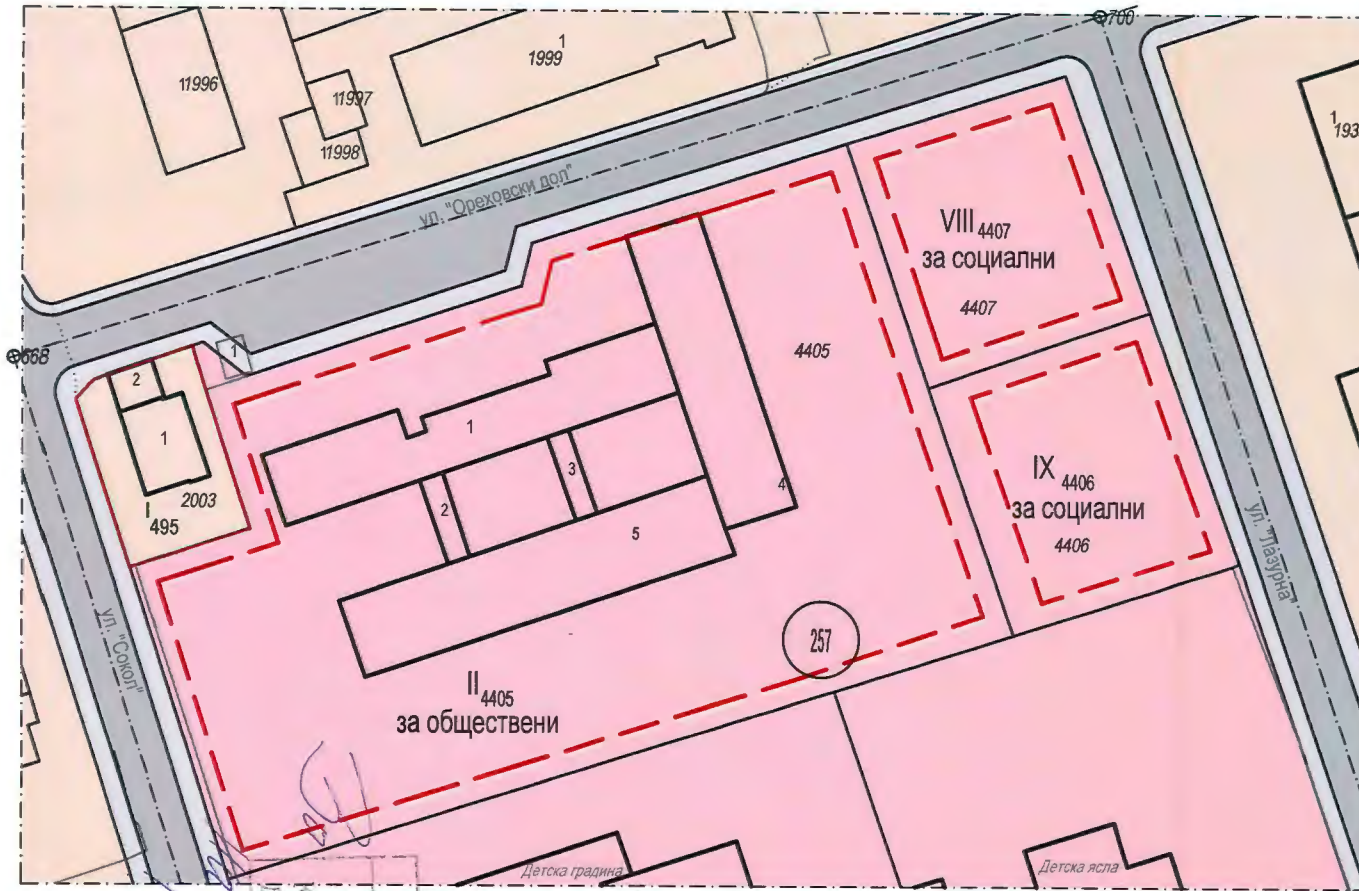 700
1
1999
11996
11997
11998
1
193
ул. "Ореховски дол"
VIII 4407
за социални
4407
668
1
4405
2
1
1
3
2
4
5
I
495
2003
IX 4406
за социални
4406
ул. "Лазурна"
ул. "Сокол"
257
II 4405
за обществени
Детска градина
Детска ясла